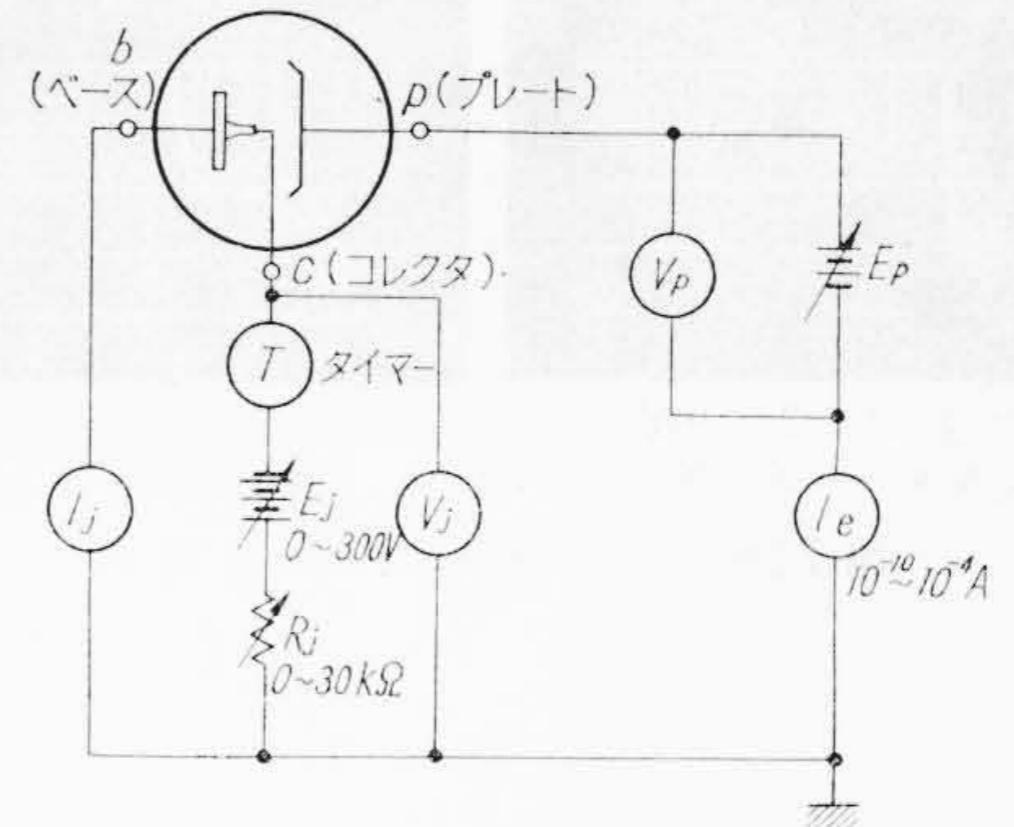 b
(ベース)
p(プレート)
c(コレクタ)
Vp
Ep
T タイマー
Ij
Ej
0~300V
Vj
Ie
10⁻¹⁰~10⁻⁴A
Rj
0~30kΩ